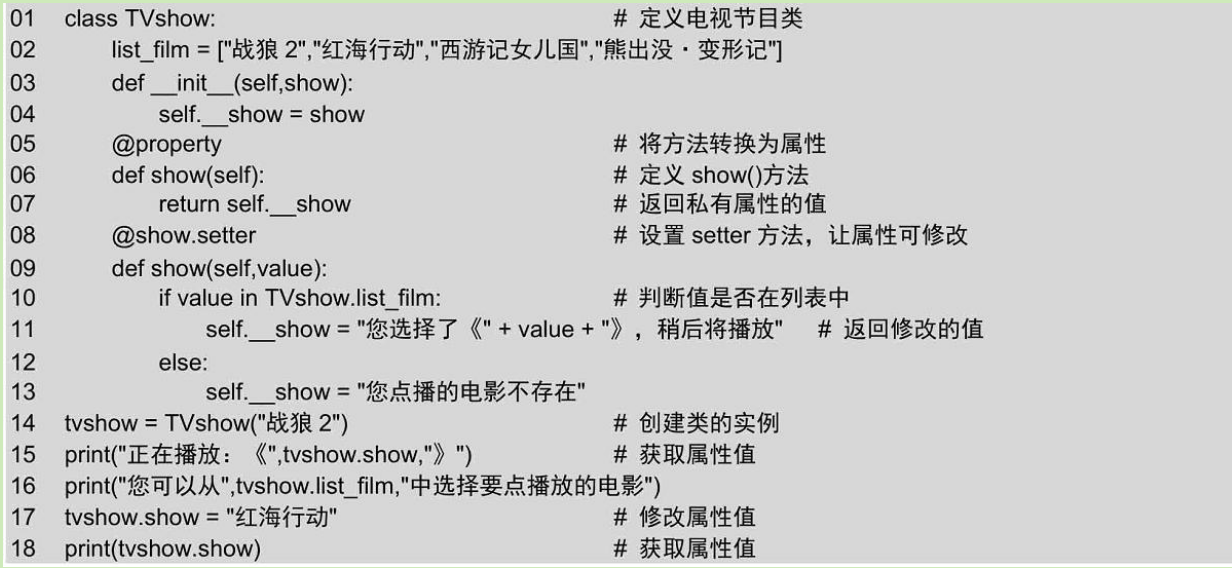 01 class TVshow: # 定义电视节目类
02 list_film = ["战狼 2","红海行动","西游记女儿国","熊出没·变形记"]
03 def __init__(self,show):
04 self.__show = show
05 @property # 将方法转换为属性
06 def show(self): # 定义 show()方法
07 return self.__show # 返回私有属性的值
08 @show.setter # 设置 setter 方法，让属性可修改
09 def show(self,value):
10 if value in TVshow.list_film: # 判断值是否在列表中
11 self.__show = "您选择了《" + value + "》，稍后将播放" # 返回修改的值
12 else:
13 self.__show = "您点播的电影不存在"
14 tvshow = TVshow("战狼 2") # 创建类的实例
15 print("正在播放：《",tvshow.show,"》") # 获取属性值
16 print("您可以从",tvshow.list_film,"中选择要点播放的电影")
17 tvshow.show = "红海行动" # 修改属性值
18 print(tvshow.show) # 获取属性值